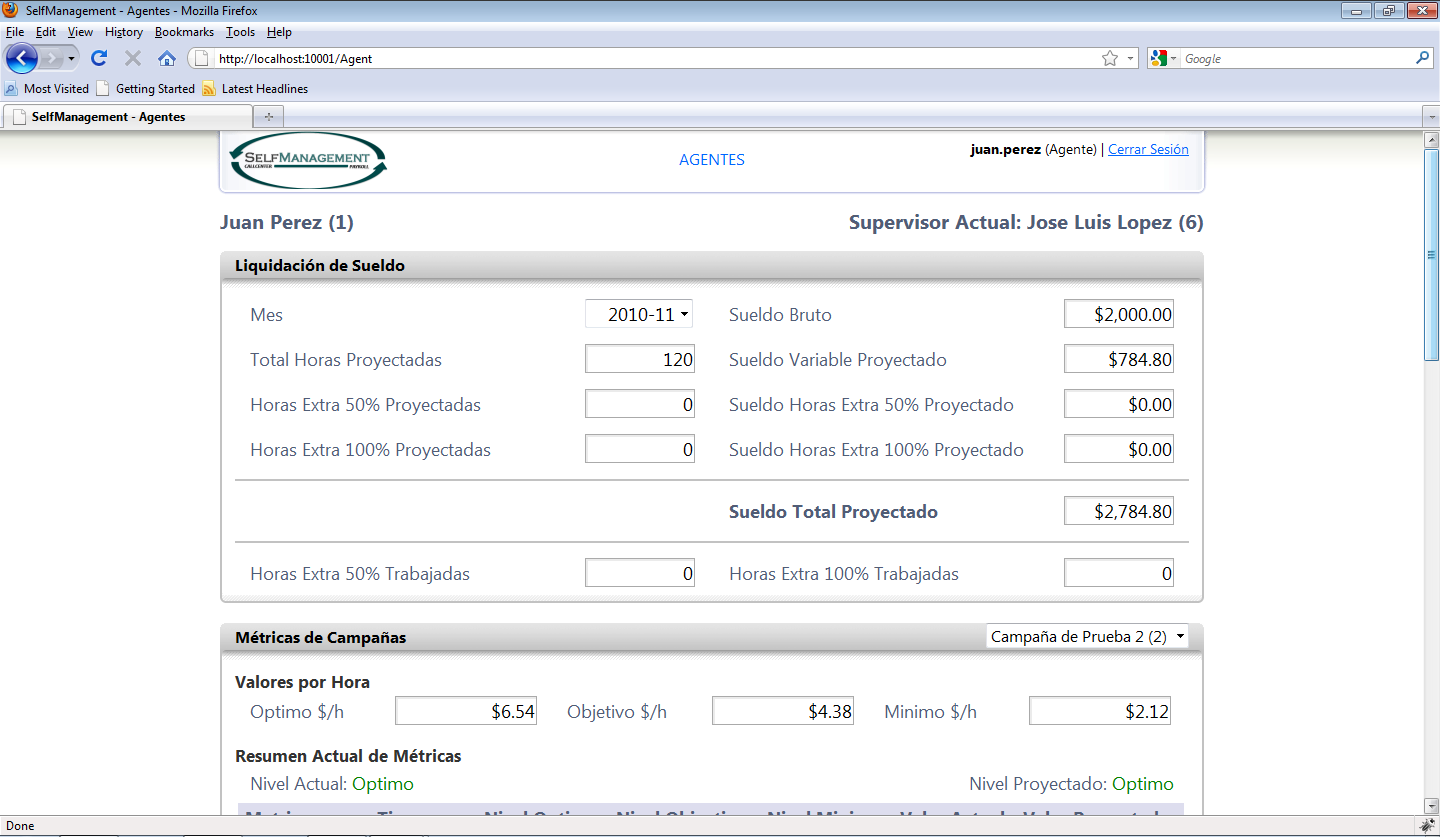 SelfManagement - Agentes - Mozilla Firefox
File Edit View History Bookmarks Tools Help
http://localhost:10001/Agent Google
Most Visited Getting Started Latest Headlines
SelfManagement - Agentes
SELFMANAGEMENT
CALLCENTER PAYROLL
AGENTES
juan.perez (Agente) | Cerrar Sesión
Juan Perez (1) Supervisor Actual: Jose Luis Lopez (6)
Liquidación de Sueldo
Mes 2010-11 Sueldo Bruto $2,000.00
Total Horas Proyectadas 120 Sueldo Variable Proyectado $784.80
Horas Extra 50% Proyectadas 0 Sueldo Horas Extra 50% Proyectado $0.00
Horas Extra 100% Proyectadas 0 Sueldo Horas Extra 100% Proyectado $0.00
Sueldo Total Proyectado $2,784.80
Horas Extra 50% Trabajadas 0 Horas Extra 100% Trabajadas 0
Métricas de Campañas Campaña de Prueba 2 (2)
Valores por Hora
Optimo $/h $6.54 Objetivo $/h $4.38 Minimo $/h $2.12
Resumen Actual de Métricas
Nivel Actual: Optimo Nivel Proyectado: Optimo
Done